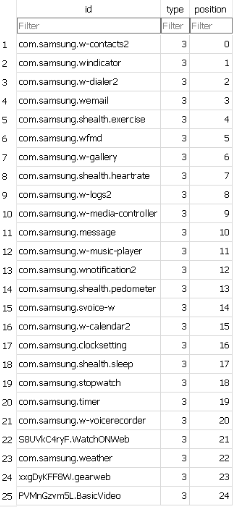 id type position
Filter Filter Filter
1 com.samsung.w-contacts2 3 0
2 com.samsung.windicator 3 1
3 com.samsung.w-dialer2 3 2
4 com.samsung.wemail 3 3
5 com.samsung.shealth.exercise 3 4
6 com.samsung.wfmd 3 5
7 com.samsung.w-gallery 3 6
8 com.samsung.shealth.heartrate 3 7
9 com.samsung.w-logs2 3 8
10 com.samsung.w-media-controller 3 9
11 com.samsung.message 3 10
12 com.samsung.w-music-player 3 11
13 com.samsung.wnotification2 3 12
14 com.samsung.shealth.pedometer 3 13
15 com.samsung.svoice-w 3 14
16 com.samsung.w-calendar2 3 15
17 com.samsung.clocksetting 3 16
18 com.samsung.shealth.sleep 3 17
19 com.samsung.stopwatch 3 18
20 com.samsung.timer 3 19
21 com.samsung.w-voicerecorder 3 20
22 S8UVkC4ryF.WatchONWeb 3 21
23 com.samsung.weather 3 22
24 xxgDyKFF8W.gearweb 3 23
25 PVMnGzvm5L.BasicVideo 3 24